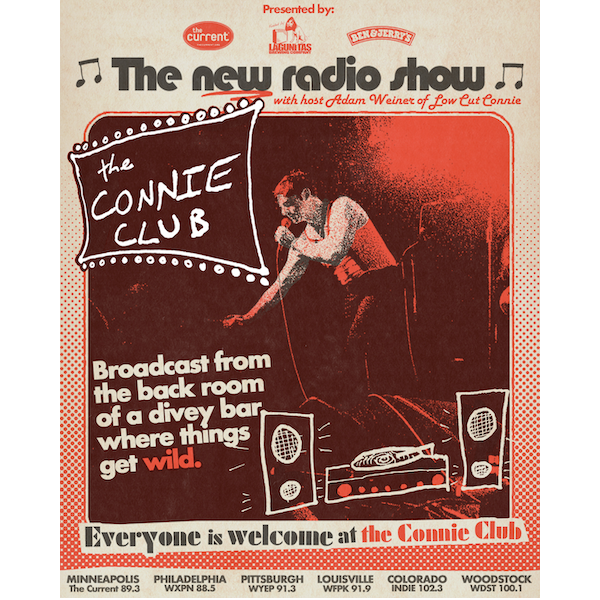 Presented by:
the current
LAGUNITAS
BREWING COMPANY
BEN & JERRY'S
The new radio show
with host Adam Weiner of Low Cut Connie
the
CONNIE
CLUB
Broadcast from
the back room
of a divey bar
where things
get wild.
Everyone is welcome at the Connie Club
MINNEAPOLIS
The Current 89.3
PHILADELPHIA
WXPN 88.5
PITTSBURGH
WYEP 91.3
LOUISVILLE
WFPK 91.9
COLORADO
INDIE 102.3
WOODSTOCK
WDST 100.1